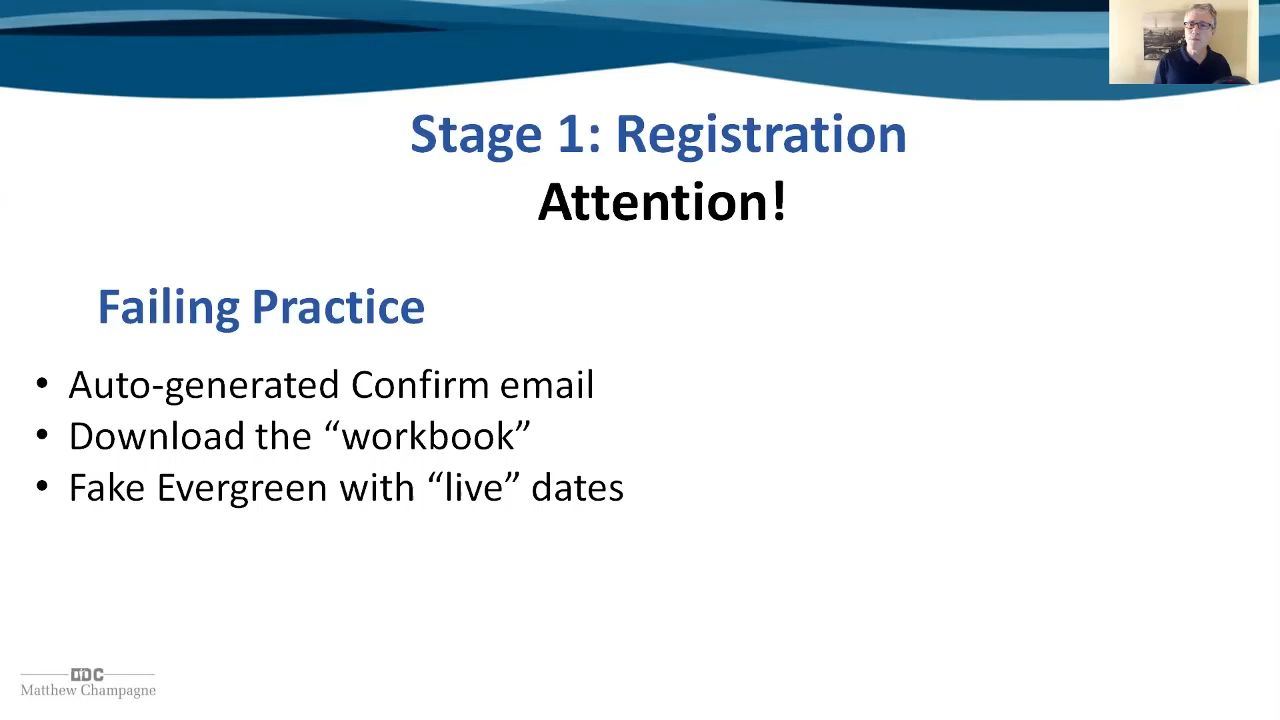 Stage 1: Registration
Attention!
Failing Practice
• Auto-generated Confirm email
• Download the “workbook”
• Fake Evergreen with “live” dates
Matthew Champagne